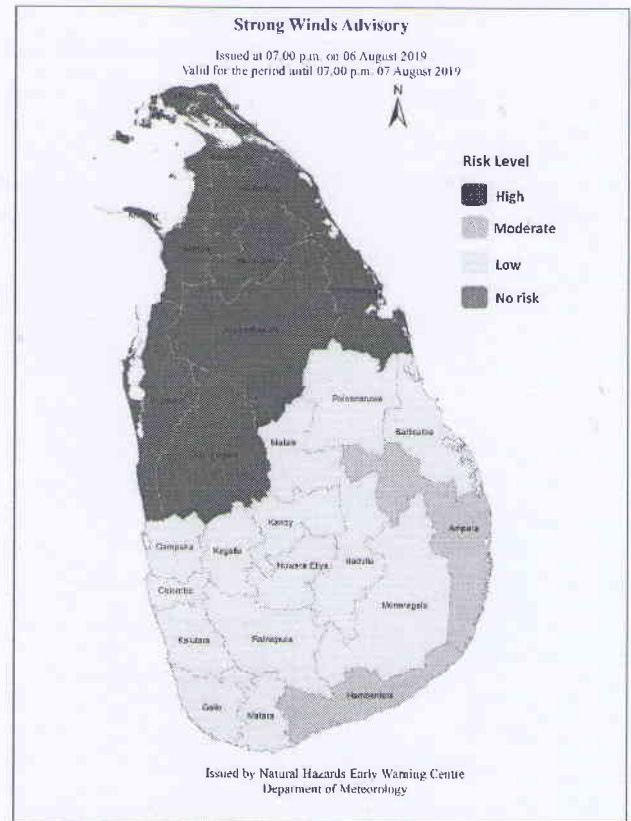 Strong Winds Advisory
Issued at 07.00 p.m. on 06 August 2019
Valid for the period until 07.00 p.m. 07 August 2019
N
Risk Level
High
Moderate
Low
No risk
Polonnaruwa
Batticaloa
Matale
Ampara
Kandy
Gampaha
Kegalle
Nuwara Eliya
Badulla
Colombo
Moneragala
Kalutara
Ratnapura
Hambantota
Galle
Matara
Issued by Natural Hazards Early Warning Centre
Deparment of Meteorology